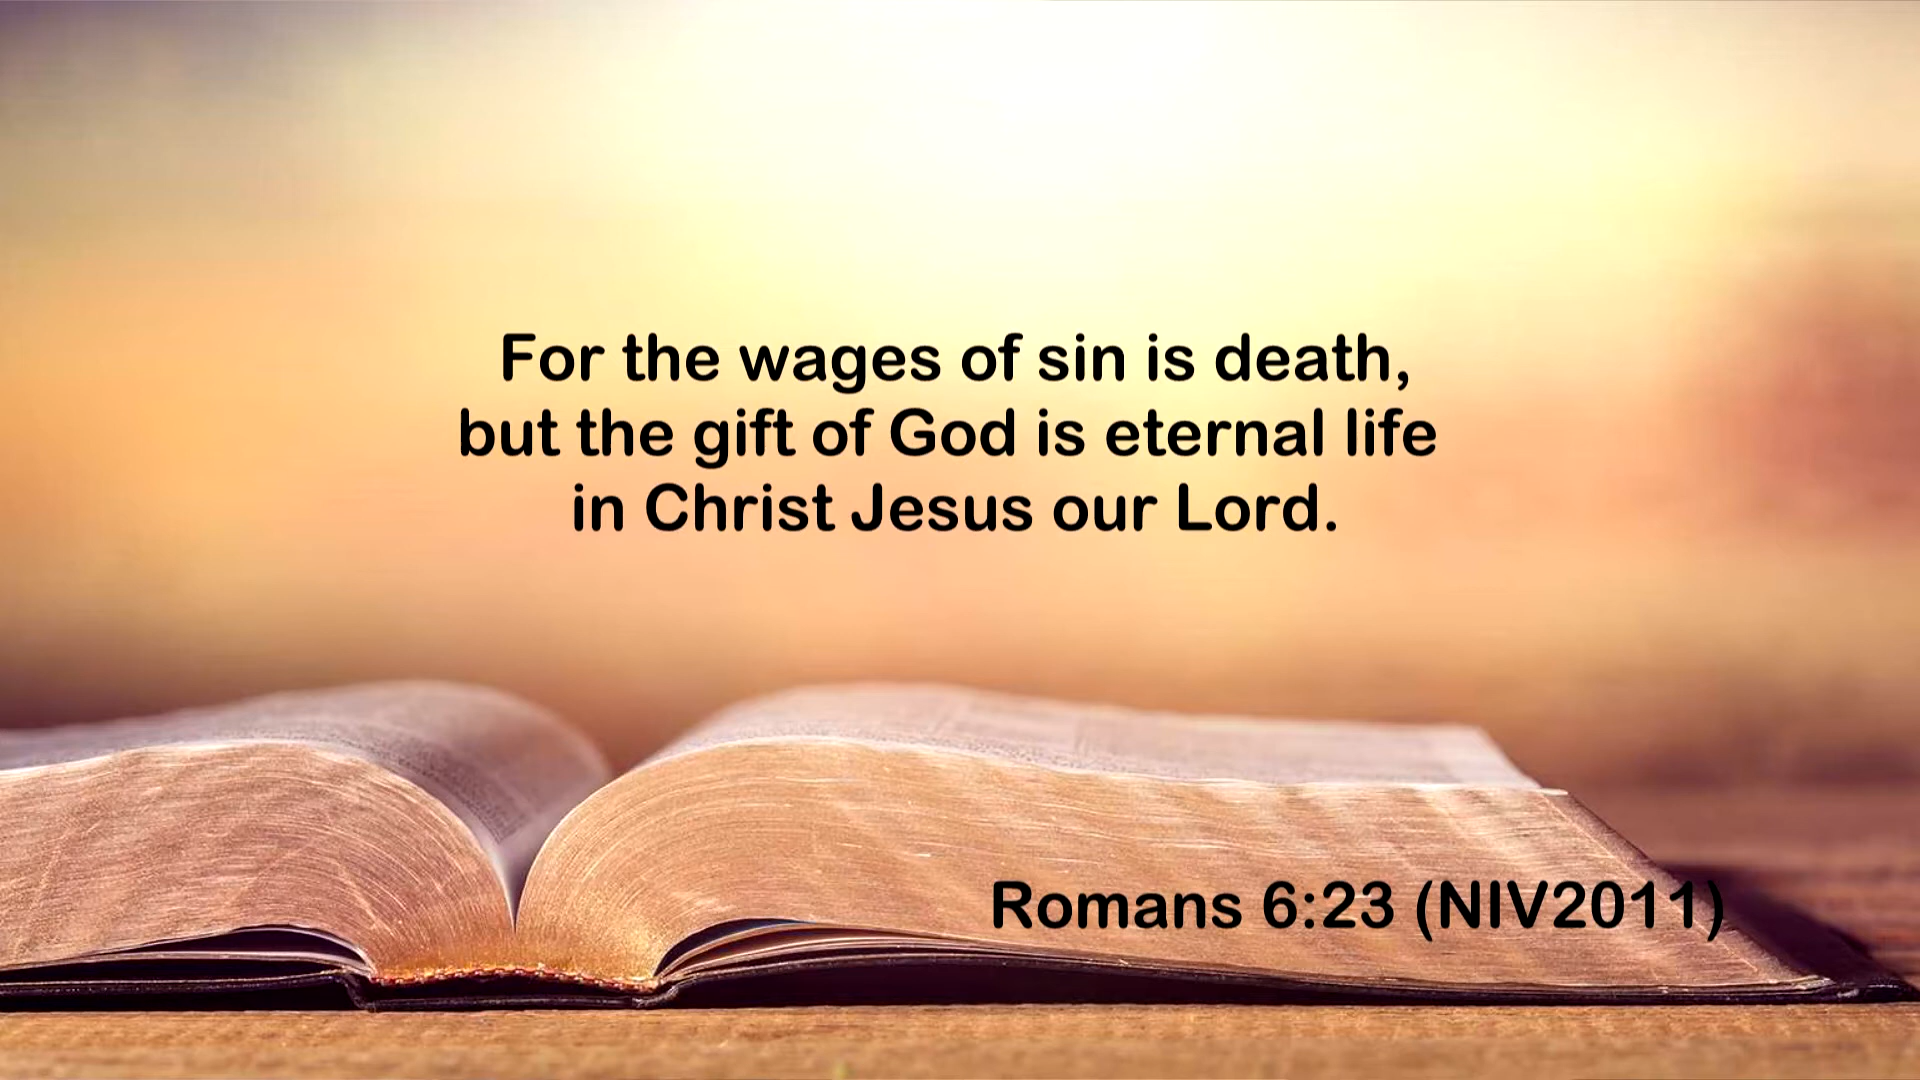 For the wages of sin is death,
but the gift of God is eternal life
in Christ Jesus our Lord.
Romans 6:23 (NIV2011)